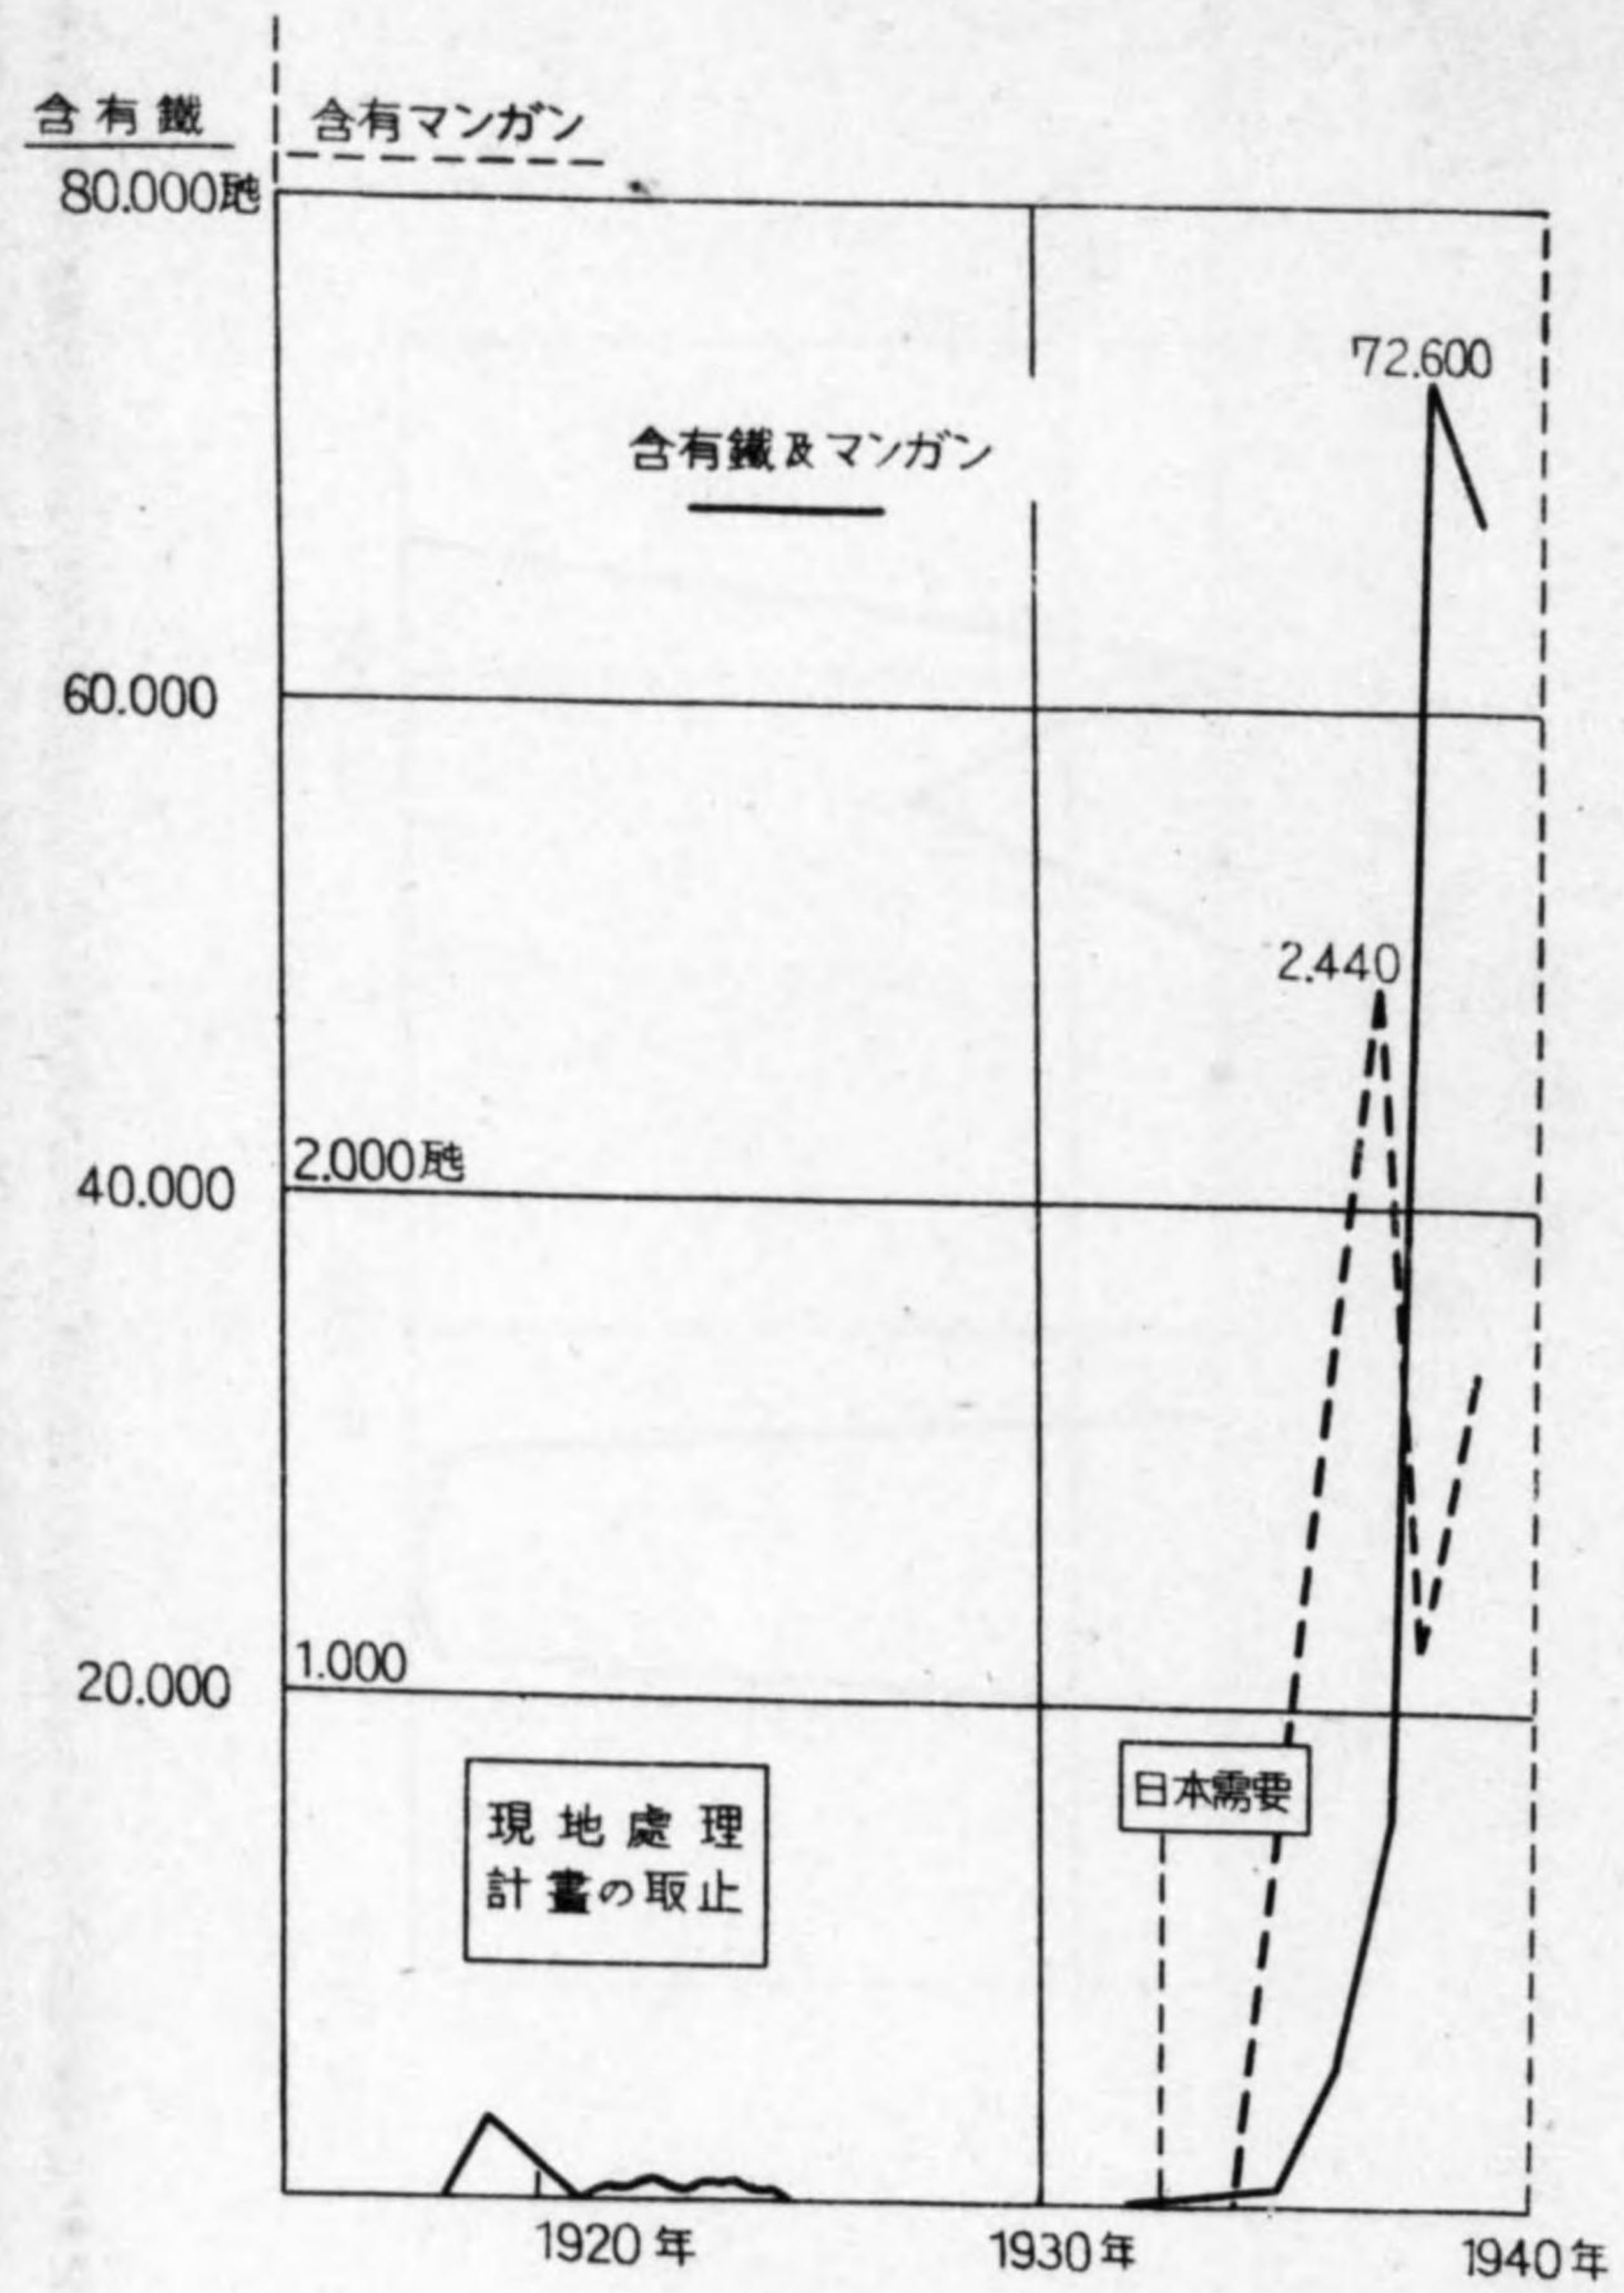 含有鐵
含有マンガン
80.000瓲
72.600
含有鐵及マンガン
60.000
2.440
2.000瓲
40.000
1.000
20.000
日本需要
現地處理
計畫の取止
1920年
1930年
1940年